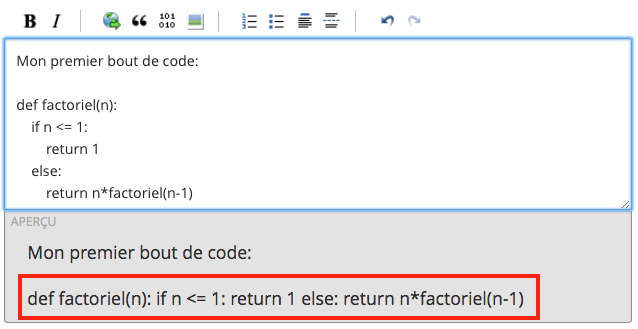 B I 101 010
Mon premier bout de code:
def factoriel(n):
if n <= 1:
return 1
else:
return n*factoriel(n-1)
APERÇU
Mon premier bout de code:
def factoriel(n): if n <= 1: return 1 else: return n*factoriel(n-1)